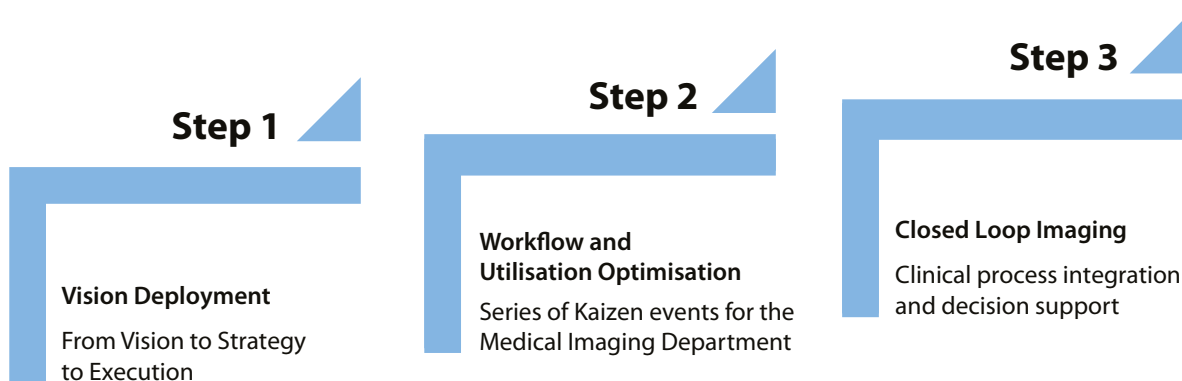 Step 1
Vision Deployment
From Vision to Strategy
to Execution
Step 2
Workflow and
Utilisation Optimisation
Series of Kaizen events for the
Medical Imaging Department
Step 3
Closed Loop Imaging
Clinical process integration
and decision support